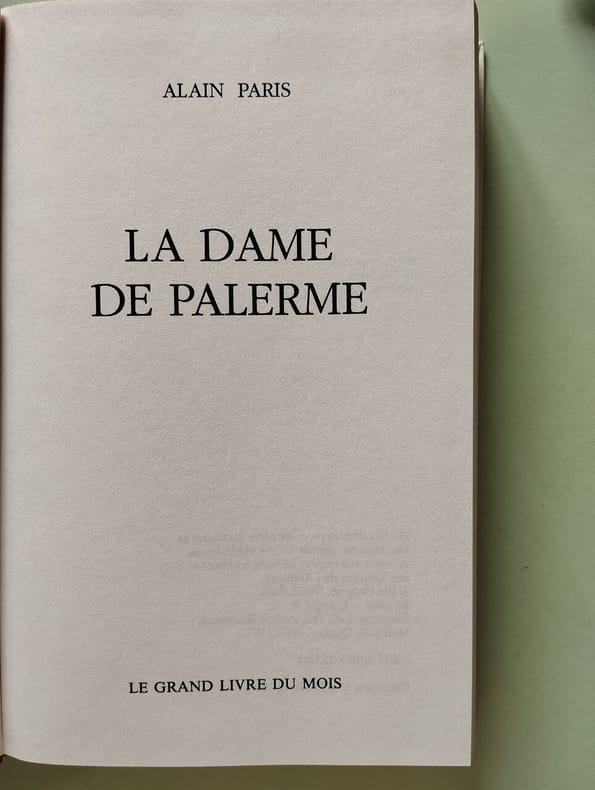 ALAIN PARIS
LA DAME
DE PALERME
LE GRAND LIVRE DU MOIS